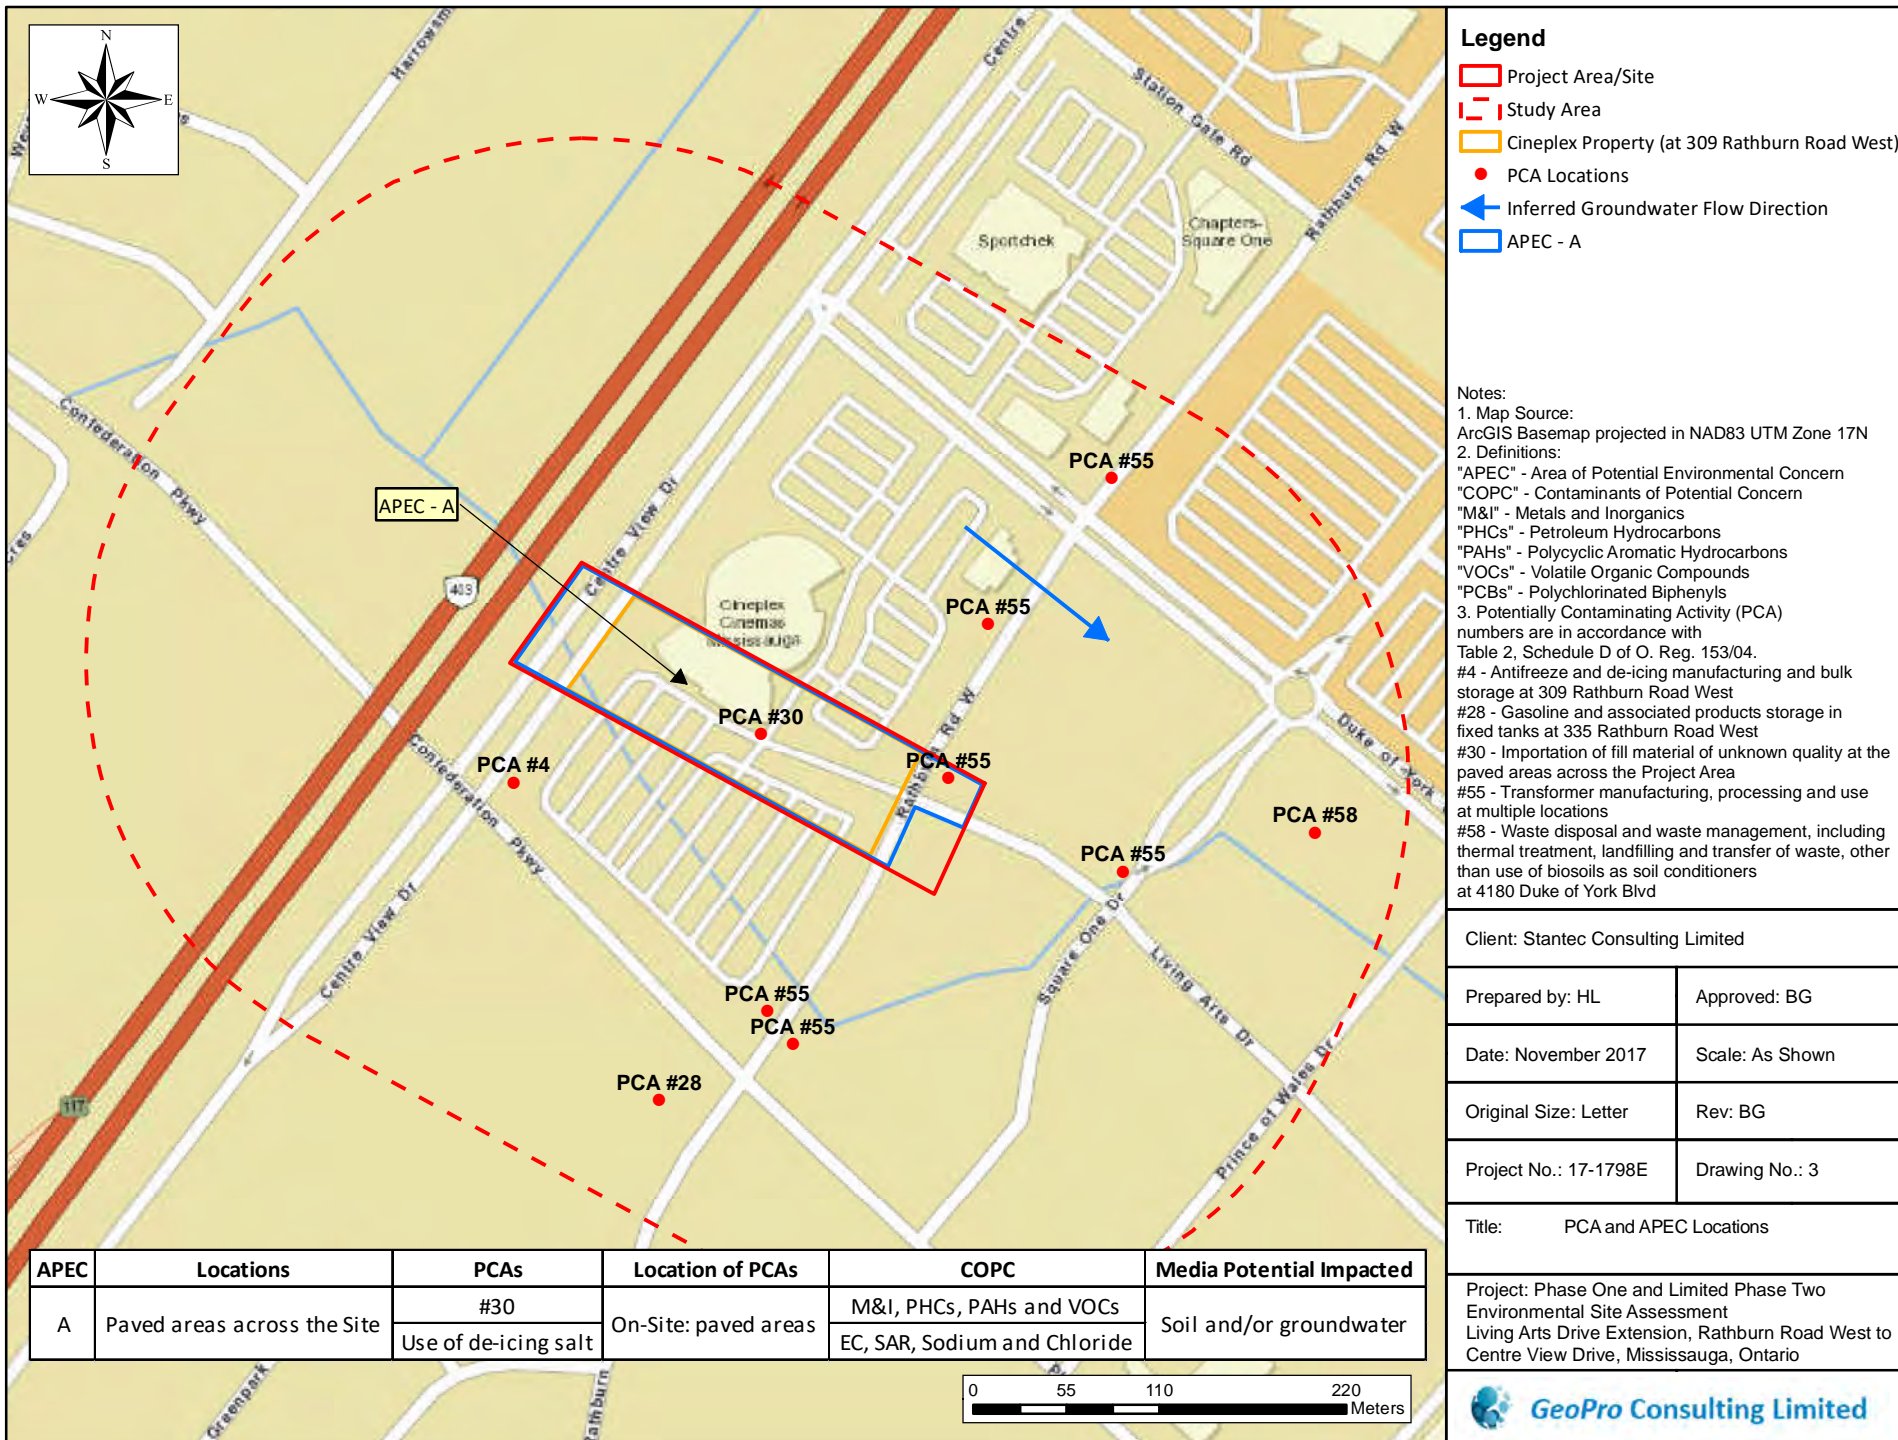 N
W
E
S
Harrowsm
Centre
Station Gate Rd
Rathburn Rd W
Sportchek
Chapters-
Square One
Confederation Pkwy
Centre View Dr
403
APEC - A
Cineplex
Cinemas
Mississauga
PCA #55
PCA #55
PCA #30
PCA #55
PCA #4
PCA #58
PCA #55
PCA #55
PCA #55
PCA #28
Rathburn Rd W
Duke of York
Confederation Pkwy
Centre View Dr
Square One Dr
Living Arts Dr
Prince of Wales Dr
117
Greenpark
Rathburn
APEC Locations PCAs Location of PCAs COPC Media Potential Impacted
A Paved areas across the Site #30 On-Site: paved areas M&I, PHCs, PAHs and VOCs Soil and/or groundwater
Use of de-icing salt EC, SAR, Sodium and Chloride
0 55 110 220
Meters
Legend
Project Area/Site
Study Area
Cineplex Property (at 309 Rathburn Road West)
PCA Locations
Inferred Groundwater Flow Direction
APEC - A
Notes:
1. Map Source:
ArcGIS Basemap projected in NAD83 UTM Zone 17N
2. Definitions:
"APEC" - Area of Potential Environmental Concern
"COPC" - Contaminants of Potential Concern
"M&I" - Metals and Inorganics
"PHCs" - Petroleum Hydrocarbons
"PAHs" - Polycyclic Aromatic Hydrocarbons
"VOCs" - Volatile Organic Compounds
"PCBs" - Polychlorinated Biphenyls
3. Potentially Contaminating Activity (PCA)
numbers are in accordance with
Table 2, Schedule D of O. Reg. 153/04.
#4 - Antifreeze and de-icing manufacturing and bulk
storage at 309 Rathburn Road West
#28 - Gasoline and associated products storage in
fixed tanks at 335 Rathburn Road West
#30 - Importation of fill material of unknown quality at the
paved areas across the Project Area
#55 - Transformer manufacturing, processing and use
at multiple locations
#58 - Waste disposal and waste management, including
thermal treatment, landfilling and transfer of waste, other
than use of biosoils as soil conditioners
at 4180 Duke of York Blvd
Client: Stantec Consulting Limited
Prepared by: HL Approved: BG
Date: November 2017 Scale: As Shown
Original Size: Letter Rev: BG
Project No.: 17-1798E Drawing No.: 3
Title: PCA and APEC Locations
Project: Phase One and Limited Phase Two
Environmental Site Assessment
Living Arts Drive Extension, Rathburn Road West to
Centre View Drive, Mississauga, Ontario
GeoPro Consulting Limited